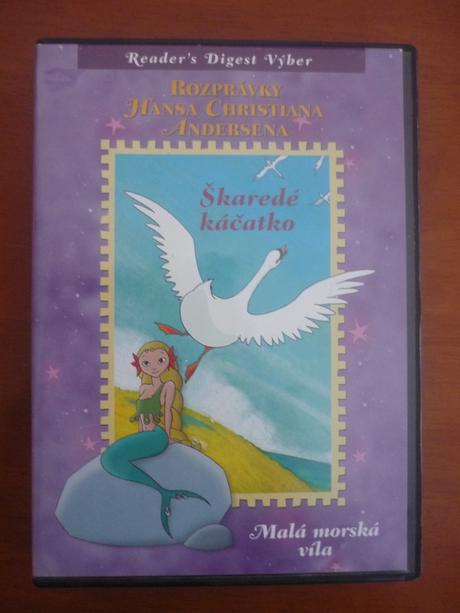 Reader's Digest Výber
ROZPRÁVKY
HANSA CHRISTIANA
ANDERSENA
Škaredé
káčatko
Malá morská
víla